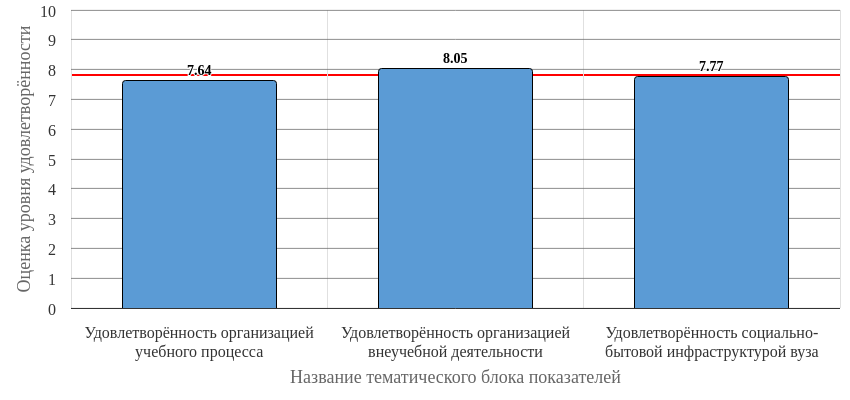 Оценка уровня удовлетворённости
10
9
8
7
6
5
4
3
2
1
0
7.64
8.05
7.77
Удовлетворённость организацией
учебного процесса
Удовлетворённость организацией
внеучебной деятельности
Удовлетворённость социально-
бытовой инфраструктурой вуза
Название тематического блока показателей